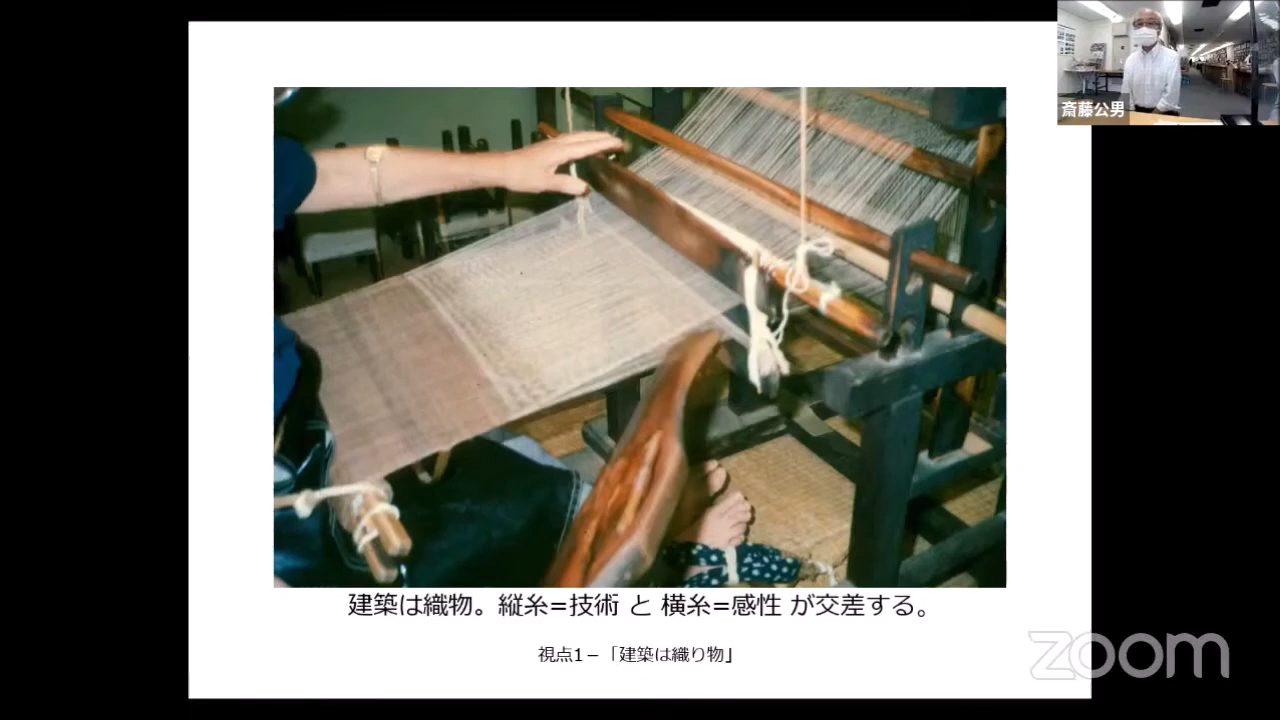 斎藤公男
建築は織物。縦糸=技術 と 横糸=感性 が交差する。
視点1−「建築は織り物」
zoom